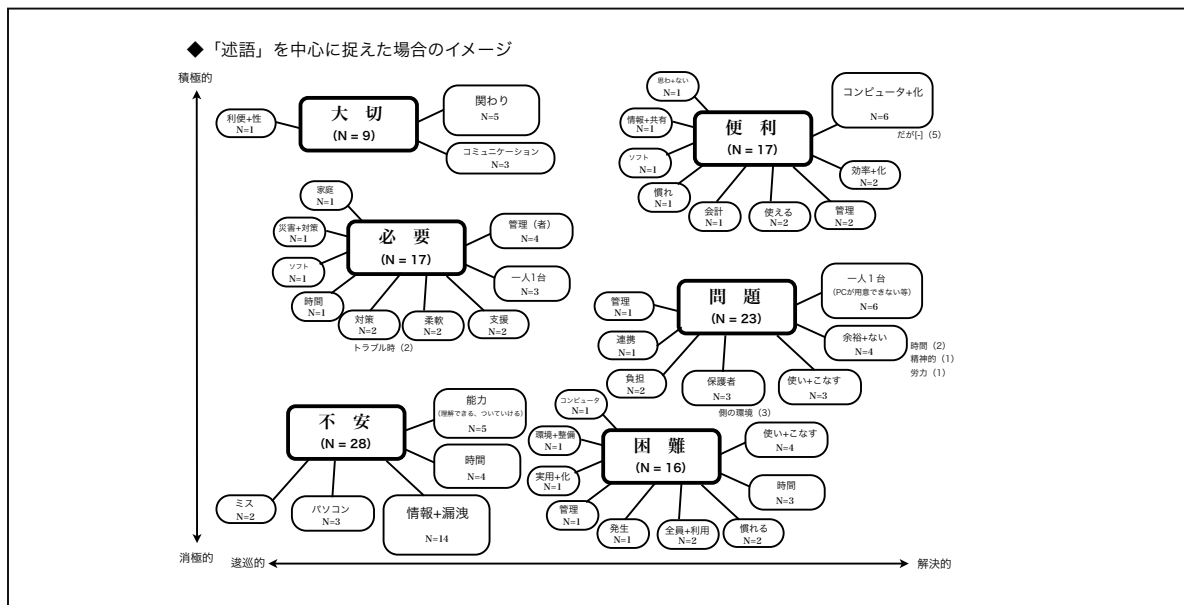 ◆「述語」を中心に捉えた場合のイメージ
積極的
大 切
(N = 9)
利便+性
N=1
関わり
N=5
コミュニケーション
N=3
便 利
(N = 17)
思わ+ない
N=1
情報+共有
N=1
ソフト
N=1
慣れ
N=1
会計
N=1
使える
N=2
管理
N=2
効率+化
N=2
コンピュータ+化
N=6
だが[-]（5）
必 要
(N = 17)
家庭
N=1
災害+対策
N=1
ソフト
N=1
時間
N=1
対策
N=2
トラブル時（2）
柔軟
N=2
支援
N=2
一人1台
N=3
管理（者）
N=4
問 題
(N = 23)
管理
N=1
連携
N=1
負担
N=2
保護者
N=3
側の環境（3）
使い+こなす
N=3
余裕+ない
N=4
時間（2）
精神的（1）
労力（1）
一人1台
（PCが用意できない等）
N=6
不 安
(N = 28)
能力
（理解できる、ついていける）
N=5
時間
N=4
情報+漏洩
N=14
パソコン
N=3
ミス
N=2
困 難
(N = 16)
コンピュータ
N=1
環境+整備
N=1
実用+化
N=1
管理
N=1
発生
N=1
全員+利用
N=2
慣れる
N=2
時間
N=3
使い+こなす
N=4
消極的
逡巡的
解決的